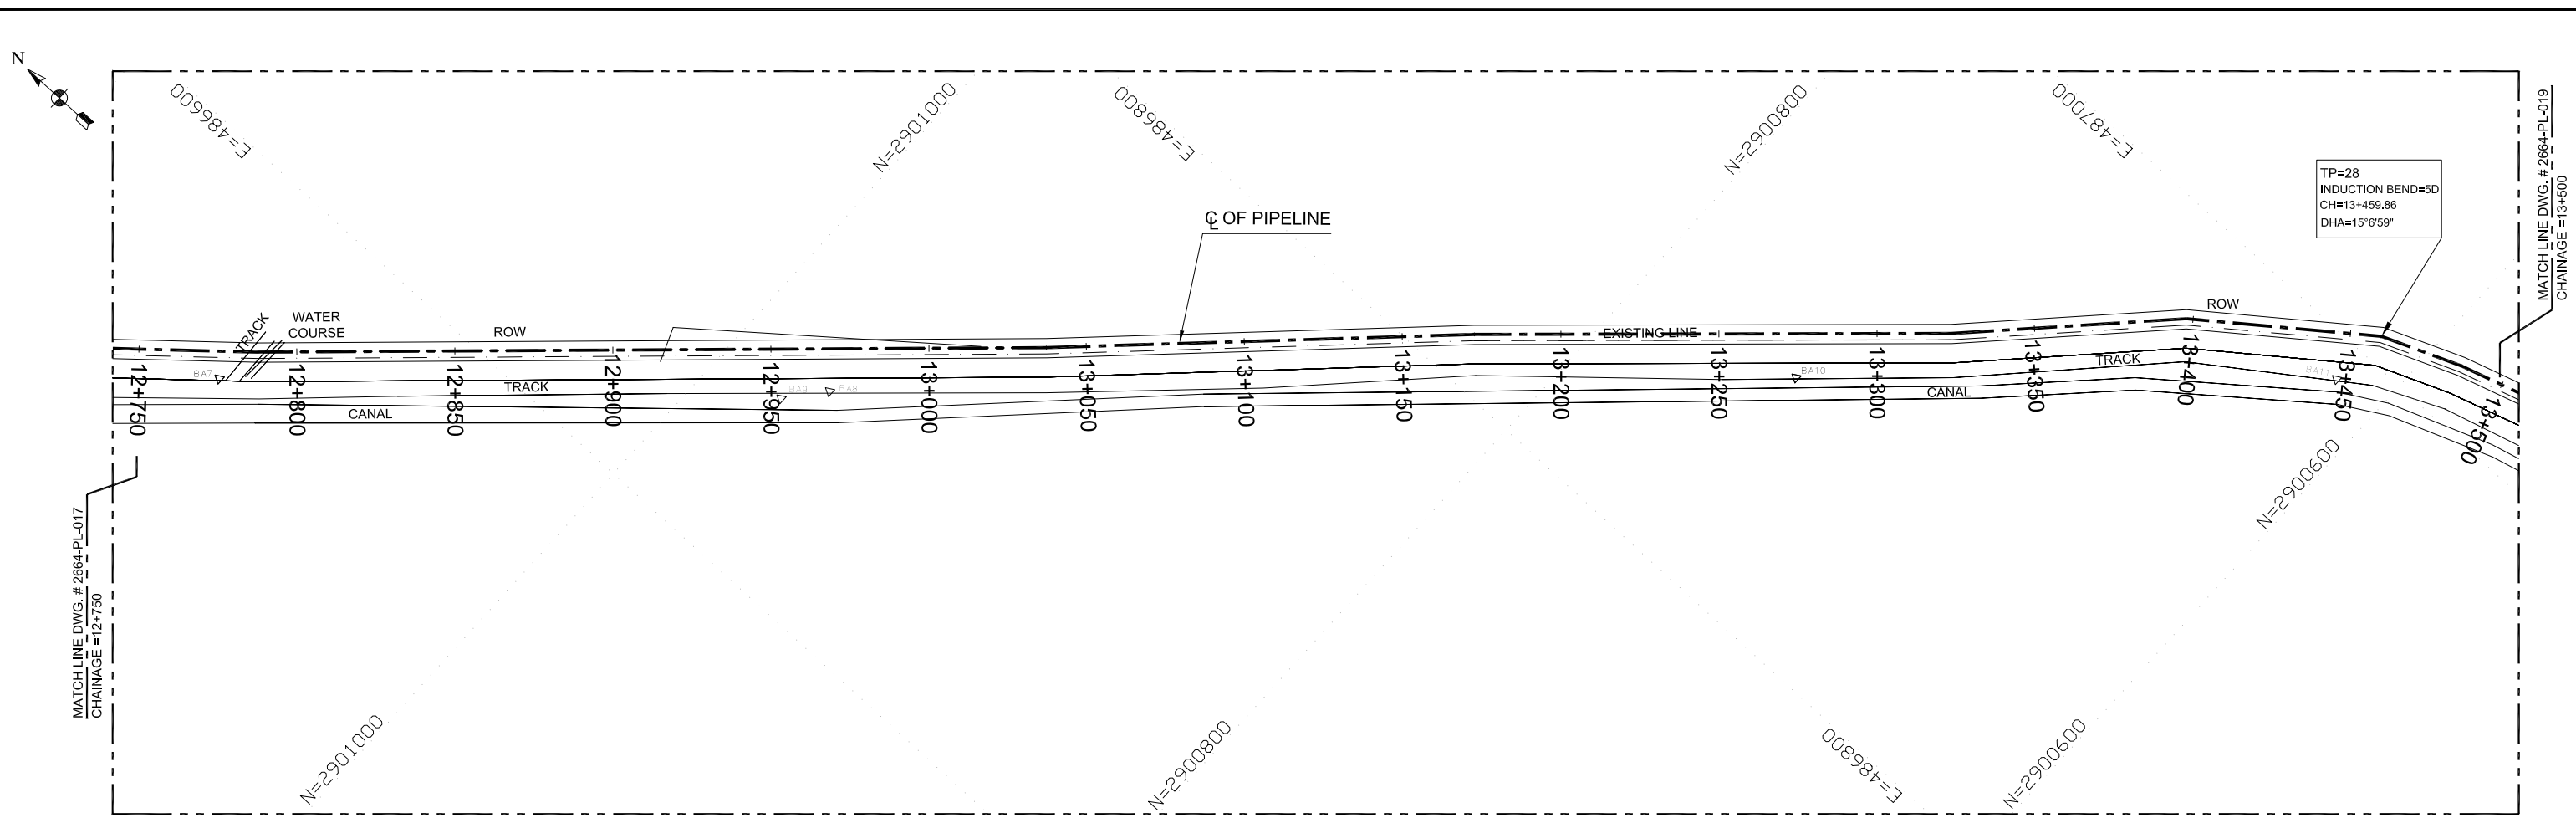 N
E=486600
N=2901000
E=486800
N=2900800
E=487000
MATCH LINE DWG. # 2664-PL-019
CHAINAGE =13+500
TP=28
INDUCTION BEND=5D
CH=13+459.86
DHA=15°6'59"
℄ OF PIPELINE
TRACK
WATER
COURSE
ROW
EXISTING LINE
ROW
BA7
TRACK
BA9
BA8
BA10
TRACK
BA11
CANAL
CANAL
12+750
12+800
12+850
12+900
12+950
13+000
13+050
13+100
13+150
13+200
13+250
13+300
13+350
13+400
13+450
13+500
MATCH LINE DWG. # 2664-PL-017
CHAINAGE =12+750
N=2900600
N=2901000
N=2900800
E=486800
N=2900600